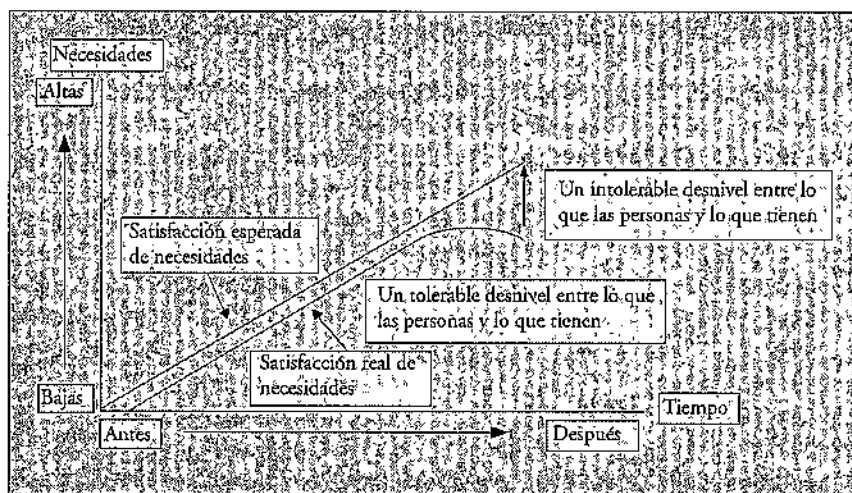 Necesidades
Altas
Un intolerable desnivel entre lo
que las personas y lo que tienen
Satisfacción esperada
de necesidades
Un tolerable desnivel entre lo que
las personas y lo que tienen
Satisfacción real de
necesidades
Bajas
Tiempo
Antes
Después